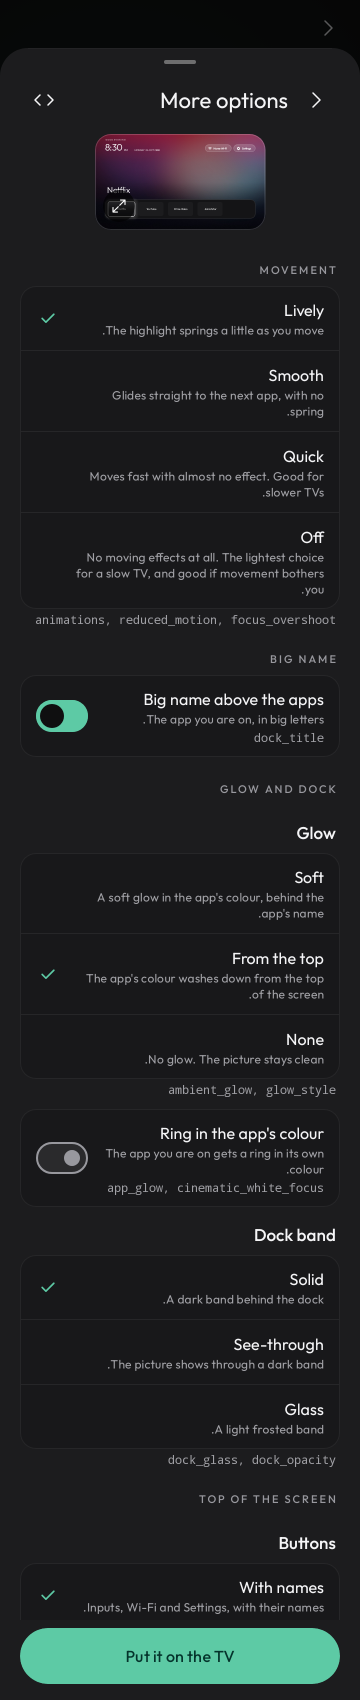 More options
8:30
Netflix
MOVEMENT
Lively
.The highlight springs a little as you move
Smooth
Glides straight to the next app, with no
.spring
Quick
Moves fast with almost no effect. Good for
.slower TVs
Off
No moving effects at all. The lightest choice
for a slow TV, and good if movement bothers
.you
animations, reduced_motion, focus_overshoot
BIG NAME
Big name above the apps
.The app you are on, in big letters
dock_title
GLOW AND DOCK
Glow
Soft
A soft glow in the app's colour, behind the
.app's name
From the top
The app's colour washes down from the top
.of the screen
None
.No glow. The picture stays clean
ambient_glow, glow_style
Ring in the app's colour
The app you are on gets a ring in its own
.colour
app_glow, cinematic_white_focus
Dock band
Solid
.A dark band behind the dock
See-through
.The picture shows through a dark band
Glass
.A light frosted band
dock_glass, dock_opacity
TOP OF THE SCREEN
Buttons
With names
.Inputs, Wi-Fi and Settings, with their names
Put it on the TV